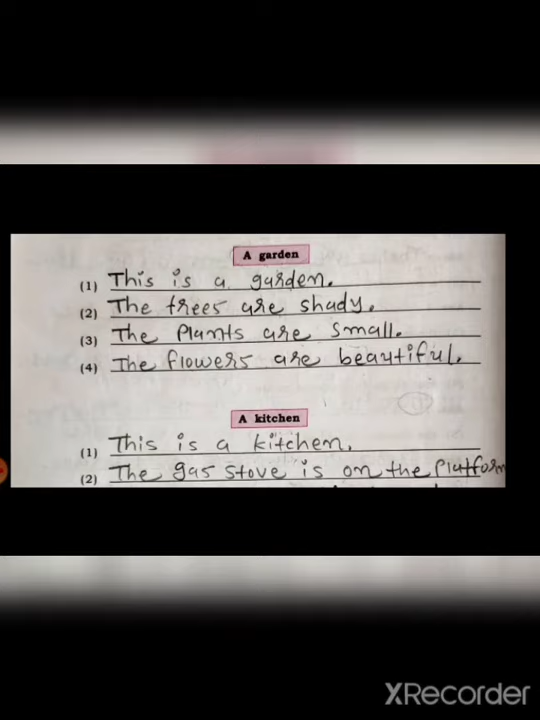 A garden
(1) This is a garden.
(2) The trees are shady.
(3) The Plants are small.
(4) The flowers are beautiful.
A kitchen
(1) This is a kitchen.
(2) The gas stove is on the Platform
XRecorder